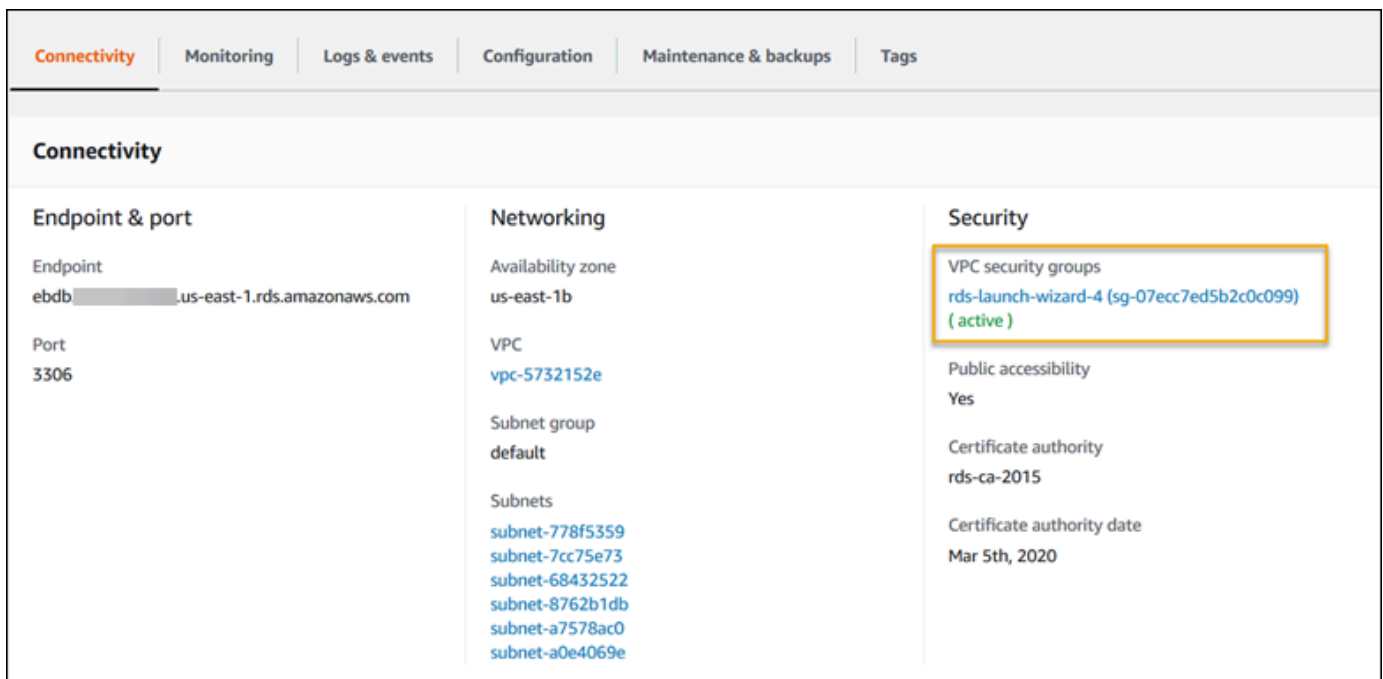 Connectivity
Monitoring
Logs & events
Configuration
Maintenance & backups
Tags
Connectivity
Endpoint & port
Endpoint
ebdb. .us-east-1.rds.amazonaws.com
Port
3306
Networking
Availability zone
us-east-1b
VPC
vpc-5732152e
Subnet group
default
Subnets
subnet-778f5359
subnet-7cc75e73
subnet-68432522
subnet-8762b1db
subnet-a7578ac0
subnet-a0e4069e
Security
VPC security groups
rds-launch-wizard-4 (sg-07ecc7ed5b2c0c099)
( active )
Public accessibility
Yes
Certificate authority
rds-ca-2015
Certificate authority date
Mar 5th, 2020